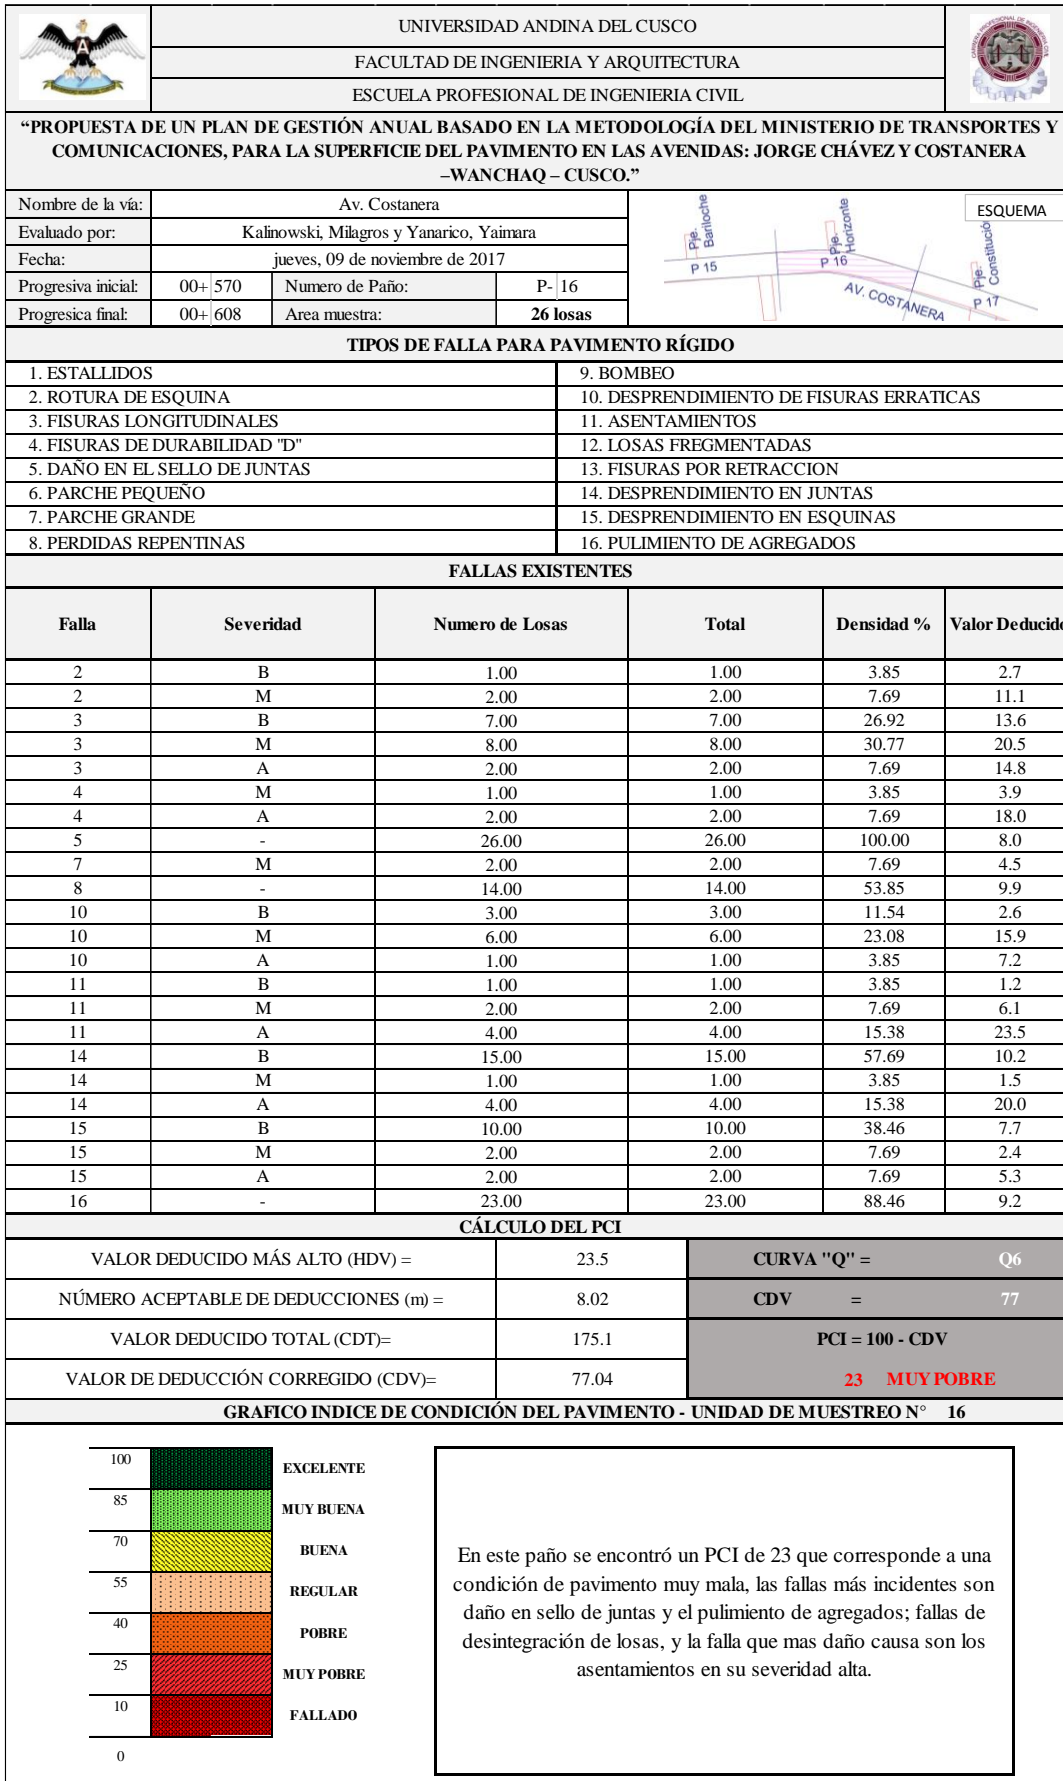 UNIVERSIDAD ANDINA DEL CUSCO
FACULTAD DE INGENIERIA Y ARQUITECTURA
ESCUELA PROFESIONAL DE INGENIERIA CIVIL
“PROPUESTA DE UN PLAN DE GESTIÓN ANUAL BASADO EN LA METODOLOGÍA DEL MINISTERIO DE TRANSPORTES Y
COMUNICACIONES, PARA LA SUPERFICIE DEL PAVIMENTO EN LAS AVENIDAS: JORGE CHÁVEZ Y COSTANERA
–WANCHAQ – CUSCO.”
Nombre de la vía: Av. Costanera
Evaluado por: Kalinowski, Milagros y Yanarico, Yaimara
Fecha: jueves, 09 de noviembre de 2017
Progresiva inicial: 00+ 570 Numero de Paño: P- 16
Progresica final: 00+ 608 Area muestra: 26 losas
ESQUEMA
Pje. Bariloche
Pje. Horizonte
Pje. Constitución
P 15
P 16
AV. COSTANERA
P 17
TIPOS DE FALLA PARA PAVIMENTO RÍGIDO
1. ESTALLIDOS 9. BOMBEO
2. ROTURA DE ESQUINA 10. DESPRENDIMIENTO DE FISURAS ERRATICAS
3. FISURAS LONGITUDINALES 11. ASENTAMIENTOS
4. FISURAS DE DURABILIDAD "D" 12. LOSAS FREGMENTADAS
5. DAÑO EN EL SELLO DE JUNTAS 13. FISURAS POR RETRACCION
6. PARCHE PEQUEÑO 14. DESPRENDIMIENTO EN JUNTAS
7. PARCHE GRANDE 15. DESPRENDIMIENTO EN ESQUINAS
8. PERDIDAS REPENTINAS 16. PULIMIENTO DE AGREGADOS
FALLAS EXISTENTES
Falla Severidad Numero de Losas Total Densidad % Valor Deducido
2 B 1.00 1.00 3.85 2.7
2 M 2.00 2.00 7.69 11.1
3 B 7.00 7.00 26.92 13.6
3 M 8.00 8.00 30.77 20.5
3 A 2.00 2.00 7.69 14.8
4 M 1.00 1.00 3.85 3.9
4 A 2.00 2.00 7.69 18.0
5 - 26.00 26.00 100.00 8.0
7 M 2.00 2.00 7.69 4.5
8 - 14.00 14.00 53.85 9.9
10 B 3.00 3.00 11.54 2.6
10 M 6.00 6.00 23.08 15.9
10 A 1.00 1.00 3.85 7.2
11 B 1.00 1.00 3.85 1.2
11 M 2.00 2.00 7.69 6.1
11 A 4.00 4.00 15.38 23.5
14 B 15.00 15.00 57.69 10.2
14 M 1.00 1.00 3.85 1.5
14 A 4.00 4.00 15.38 20.0
15 B 10.00 10.00 38.46 7.7
15 M 2.00 2.00 7.69 2.4
15 A 2.00 2.00 7.69 5.3
16 - 23.00 23.00 88.46 9.2
CÁLCULO DEL PCI
VALOR DEDUCIDO MÁS ALTO (HDV) = 23.5 CURVA "Q" = Q6
NÚMERO ACEPTABLE DE DEDUCCIONES (m) = 8.02 CDV = 77
VALOR DEDUCIDO TOTAL (CDT)= 175.1 PCI = 100 - CDV
VALOR DE DEDUCCIÓN CORREGIDO (CDV)= 77.04 23 MUY POBRE
GRAFICO INDICE DE CONDICIÓN DEL PAVIMENTO - UNIDAD DE MUESTREO N° 16
100 EXCELENTE
85 MUY BUENA
70 BUENA
55 REGULAR
40 POBRE
25 MUY POBRE
10 FALLADO
0
En este paño se encontró un PCI de 23 que corresponde a una
condición de pavimento muy mala, las fallas más incidentes son
daño en sello de juntas y el pulimiento de agregados; fallas de
desintegración de losas, y la falla que mas daño causa son los
asentamientos en su severidad alta.